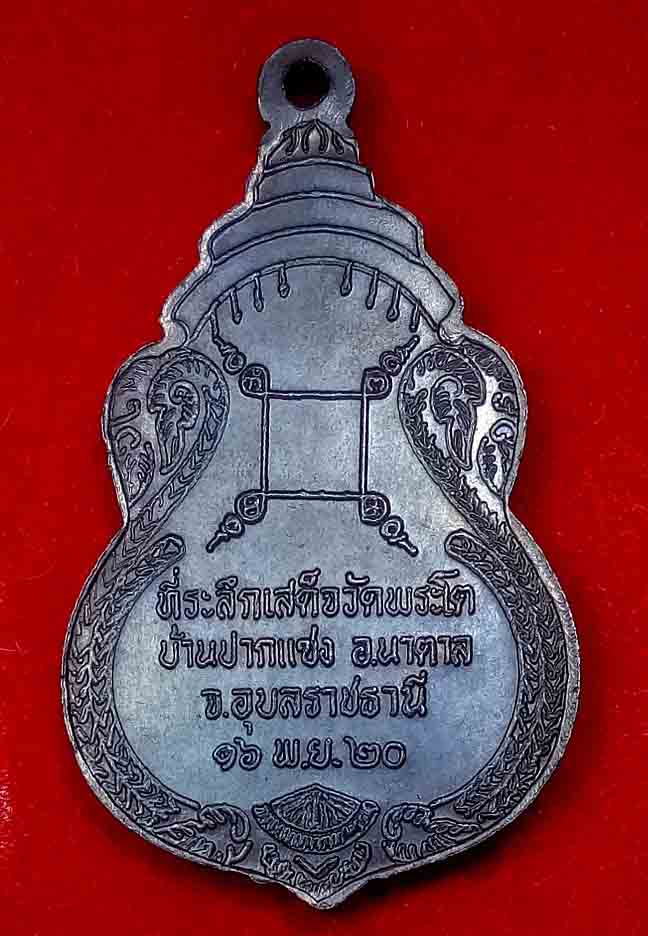 ที่ระลึกเสด็จวัดพระโต
บ้านปากแซง อ.นาตาล
จ.อุบลราชธานี
๑๖ พ.ย.๒๐